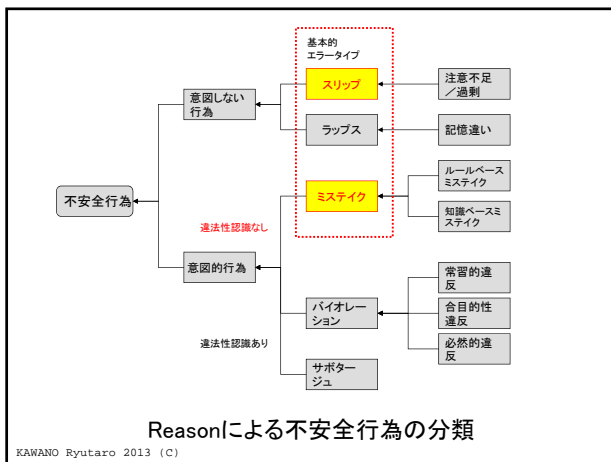 基本的
エラータイプ
スリップ
注意不足
／過剰
意図しない
行為
ラップス
記憶違い
ルールベース
ミステイク
不安全行為
ミステイク
違法性認識なし
知識ベースミ
ステイク
意図的行為
常習的違
反
バイオレー
ション
合目的性
違反
違法性認識あり
必然的違
反
サボター
ジュ
Reasonによる不安全行為の分類
KAWANO Ryutaro 2013 (C)